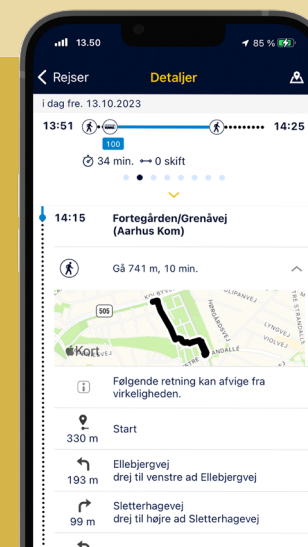 13.50
85 %
Rejser
Detaljer
i dag fre. 13.10.2023
13:51
14:25
100
34 min.
0 skift
14:15
Fortegården/Grenåvej
(Aarhus Kom)
Gå 741 m, 10 min.
505
HØRGÅRDSVEJ
LYNGVEJ
Kort
Følgende retning kan afvige fra
virkeligheden.
Start
330 m
Ellebjergvej
drej til venstre ad Ellebjergvej
193 m
Sletterhagevej
drej til højre ad Sletterhagevej
99 m